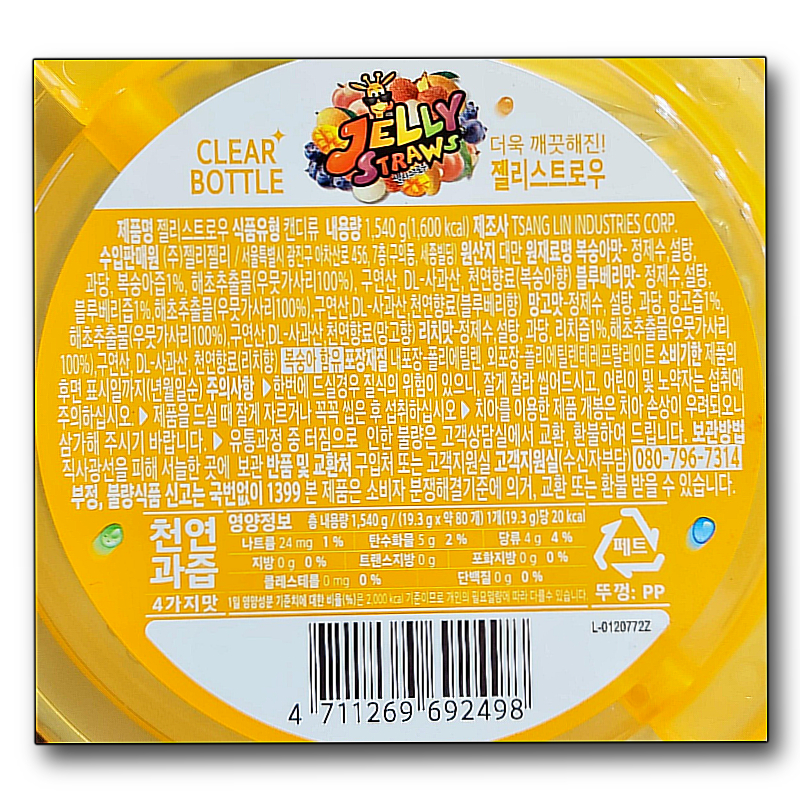 CLEAR
BOTTLE
JELLY
STRAWS
젤리스트로우
더욱 깨끗해진!
젤리스트로우
제품명 젤리스트로우 식품유형 캔디류 내용량 1,540 g(1,600 kcal) 제조사 TSANG LIN INDUSTRIES CORP.
수입판매원 (주)젤리젤리 / 서울특별시 광진구 아차산로 456, 7층(구의동, 세종빌딩) 원산지 대만 원재료명 복숭아맛- 정제수, 설탕,
과당, 복숭아즙1%, 해초추출물(우뭇가사리100%), 구연산, DL-사과산, 천연향료(복숭아향) 블루베리맛- 정제수, 설탕,
블루베리즙1%, 해초추출물(우뭇가사리100%), 구연산,DL-사과산,천연향료(블루베리향) 망고맛-정제수, 설탕, 과당, 망고즙1%,
해초추출물(우뭇가사리100%), 구연산,DL-사과산,천연향료(망고향) 리치맛-정제수, 설탕, 과당, 리치즙1%,해초추출물(우뭇가사리
100%), 구연산, DL-사과산, 천연향료(리치향) 복숭아 함유 포장재질 내포장-폴리에틸렌, 외포장-폴리에틸렌테레프탈레이트 소비기한 제품의
후면 표시일까지(년월일순) 주의사항 ▶한번에 드실경우 질식의 위험이 있으니, 잘게 잘라 씹어드시고, 어린이 및 노약자는 섭취에
주의하십시오. ▶ 제품을 드실 때 잘게 자르거나 꼭꼭 씹은 후 섭취하십시오 ▶ 치아를 이용한 제품 개봉은 치아 손상이 우려되오니
삼가해 주시기 바랍니다. ▶ 유통과정 중 터짐으로 인한 불량은 고객상담실에서 교환, 환불하여 드립니다. 보관방법
직사광선을 피해 서늘한 곳에 보관 반품 및 교환처 구입처 또는 고객지원실 고객지원실(수신자부담) 080-796-7314
부정, 불량식품 신고는 국번없이 1399 본 제품은 소비자 분쟁해결기준에 의거, 교환 또는 환불 받을 수 있습니다.
천연
과즙
4가지맛
영양정보 총 내용량 1,540 g / (19.3 g x 약 80 개) 1개(19.3 g)당 20 kcal
나트륨 24 mg 1 % 탄수화물 5 g 2 % 당류 4 g 4 %
지방 0 g 0 % 트랜스지방 0 g 포화지방 0 g 0 %
콜레스테롤 0 mg 0 % 단백질 0 g 0 %
1일 영양성분 기준치에 대한 비율(%)은 2,000 kcal 기준이므로 개인의 필요열량에 따라 다를수 있습니다.
페트
뚜껑: PP
L-0120772Z
4 711269 692498